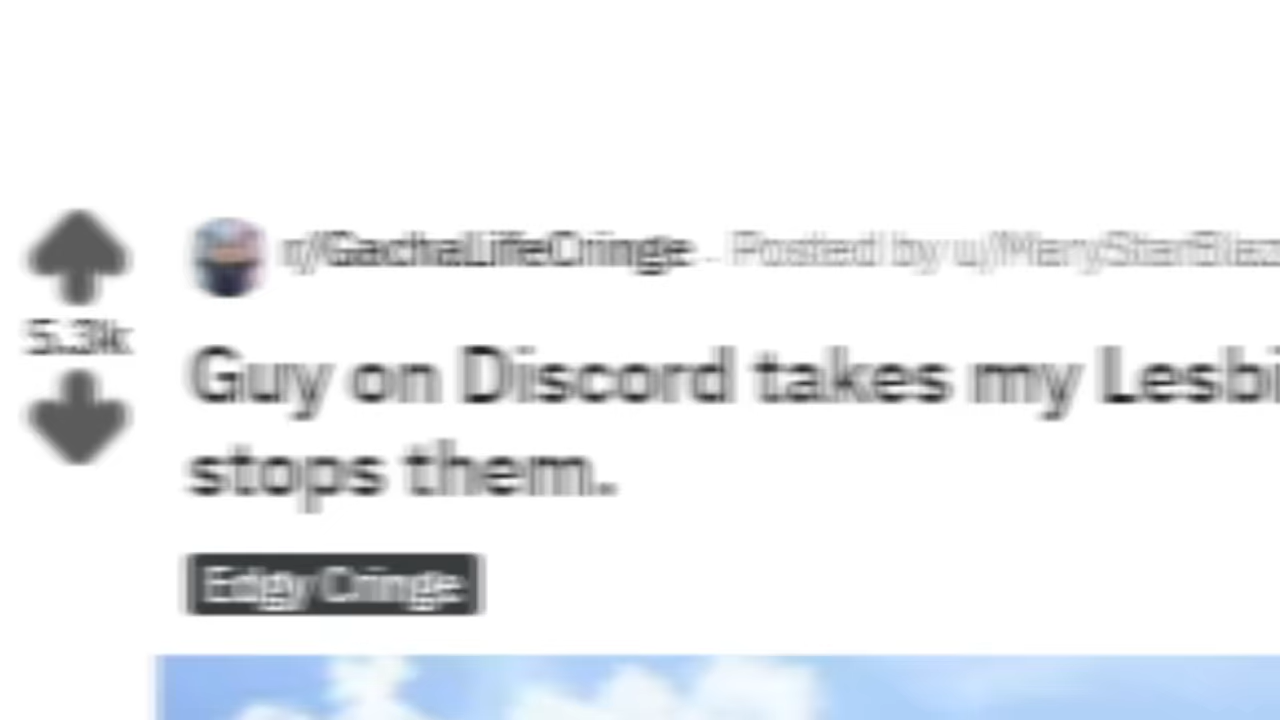 r/GachaLifeCringe · Posted by u/MaryStarBlaz
5.3k
Guy on Discord takes my Lesbi
stops them.
Edgy Cringe